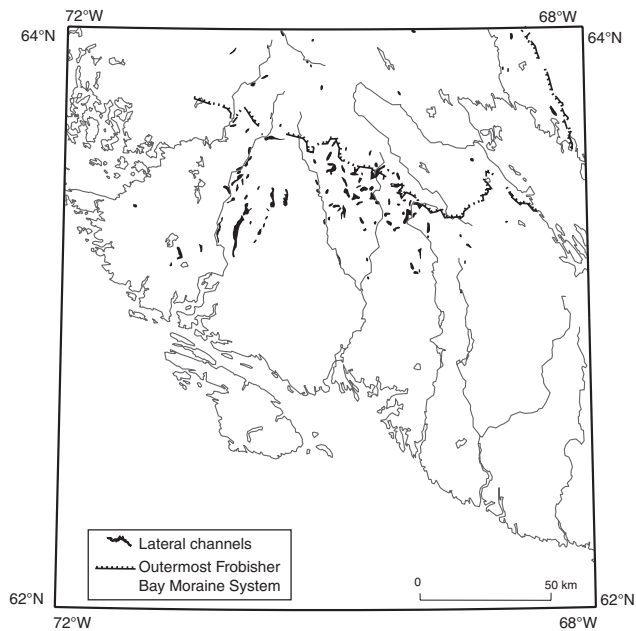 72°W 68°W
64°N 64°N
Lateral channels
Outermost Frobisher
Bay Moraine System
0 50 km
62°N 62°N
72°W 68°W